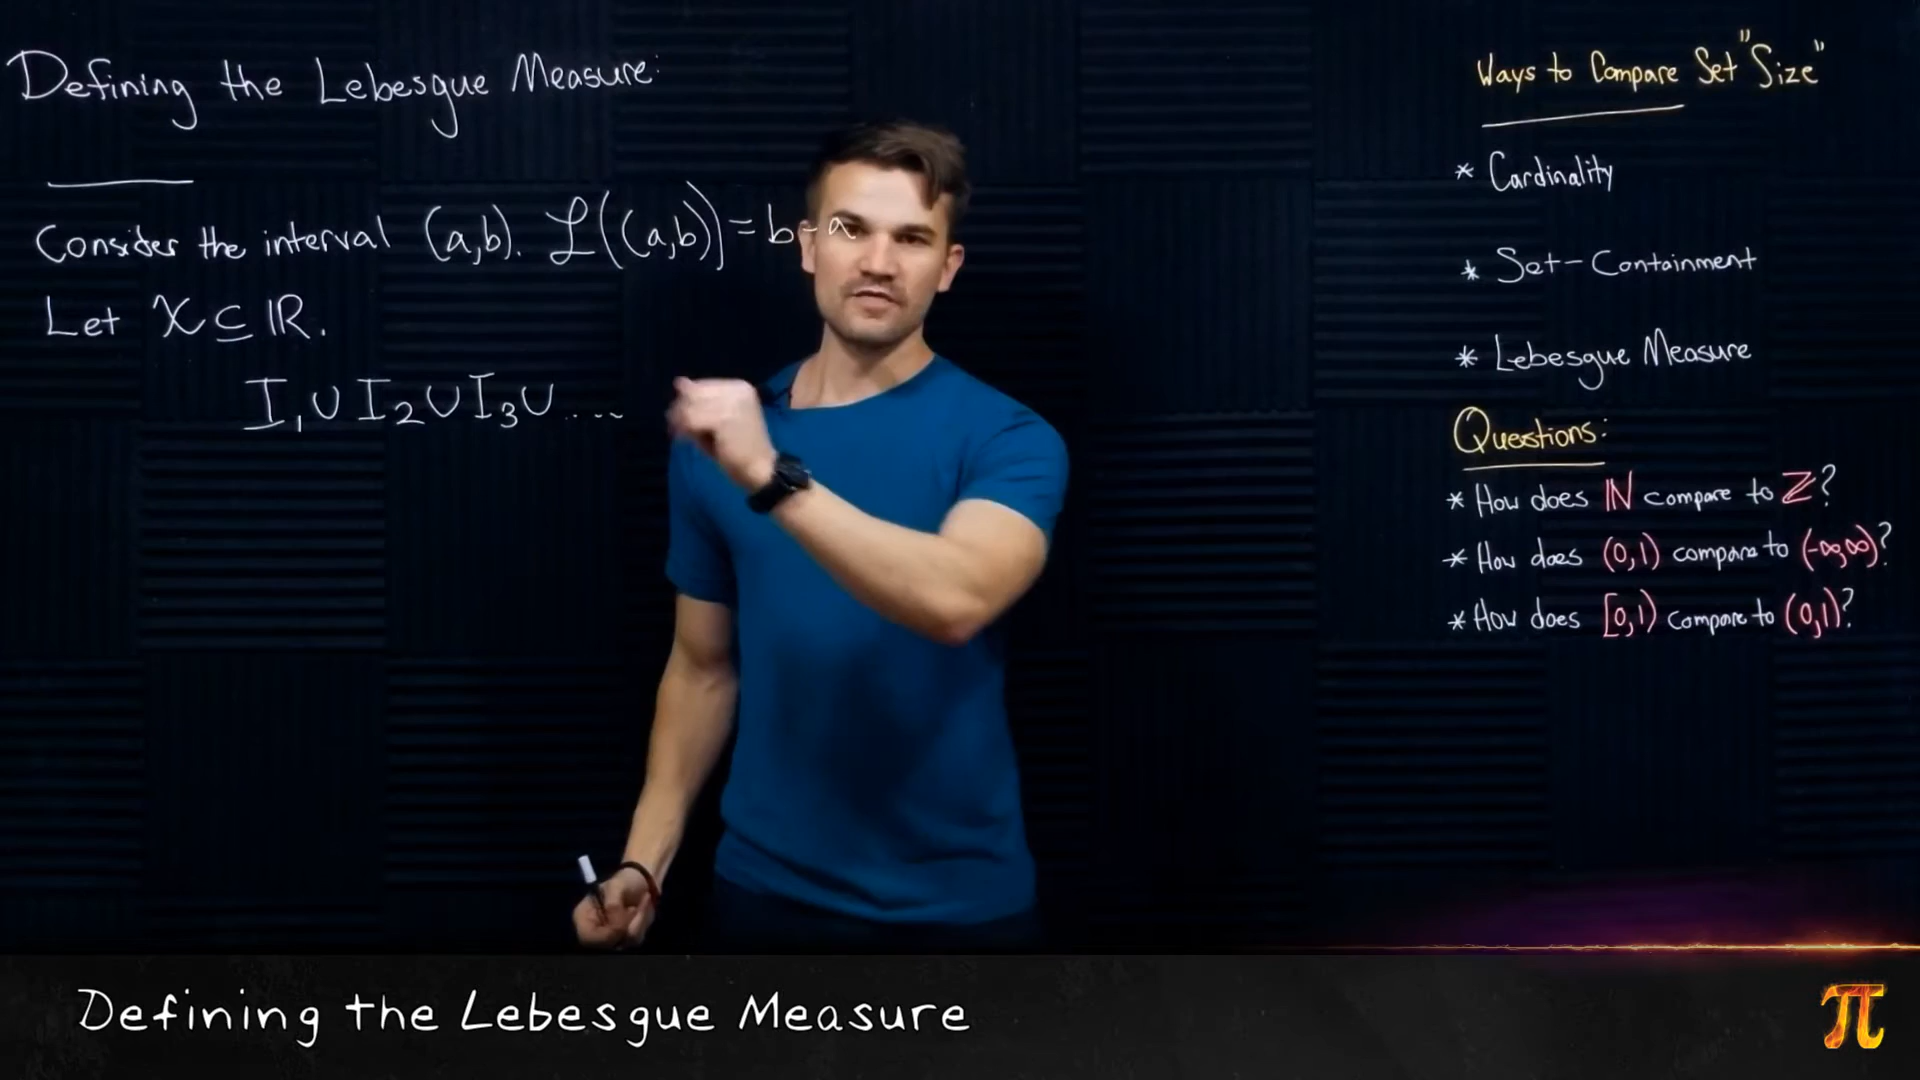 Defining the Lebesgue Measure:
Consider the interval (a,b). ℒ((a,b)) = b-a
Let X ⊆ ℝ.
I₁ ∪ I₂ ∪ I₃ ∪ ....
Ways to Compare Set "Size"
* Cardinality
* Set-Containment
* Lebesgue Measure
Questions:
* How does ℕ compare to ℤ?
* How does (0,1) compare to (-∞,∞)?
* How does [0,1) compare to (0,1)?
Defining the Lebesgue Measure
π